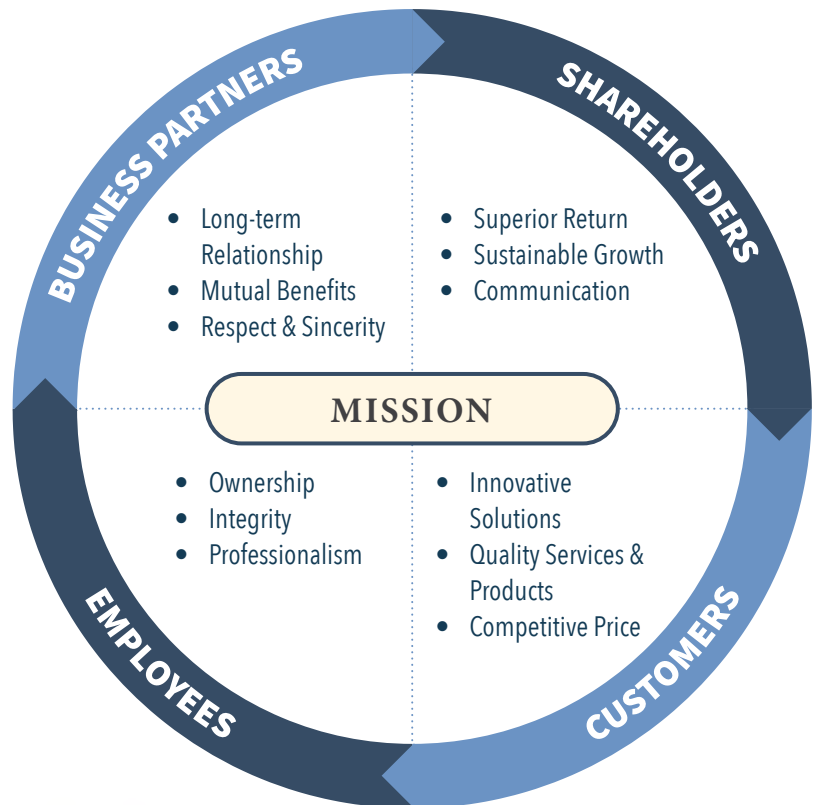 BUSINESS PARTNERS
• Long-term
Relationship
• Mutual Benefits
• Respect & Sincerity
SHAREHOLDERS
• Superior Return
• Sustainable Growth
• Communication
MISSION
EMPLOYEES
• Ownership
• Integrity
• Professionalism
CUSTOMERS
• Innovative
Solutions
• Quality Services &
Products
• Competitive Price